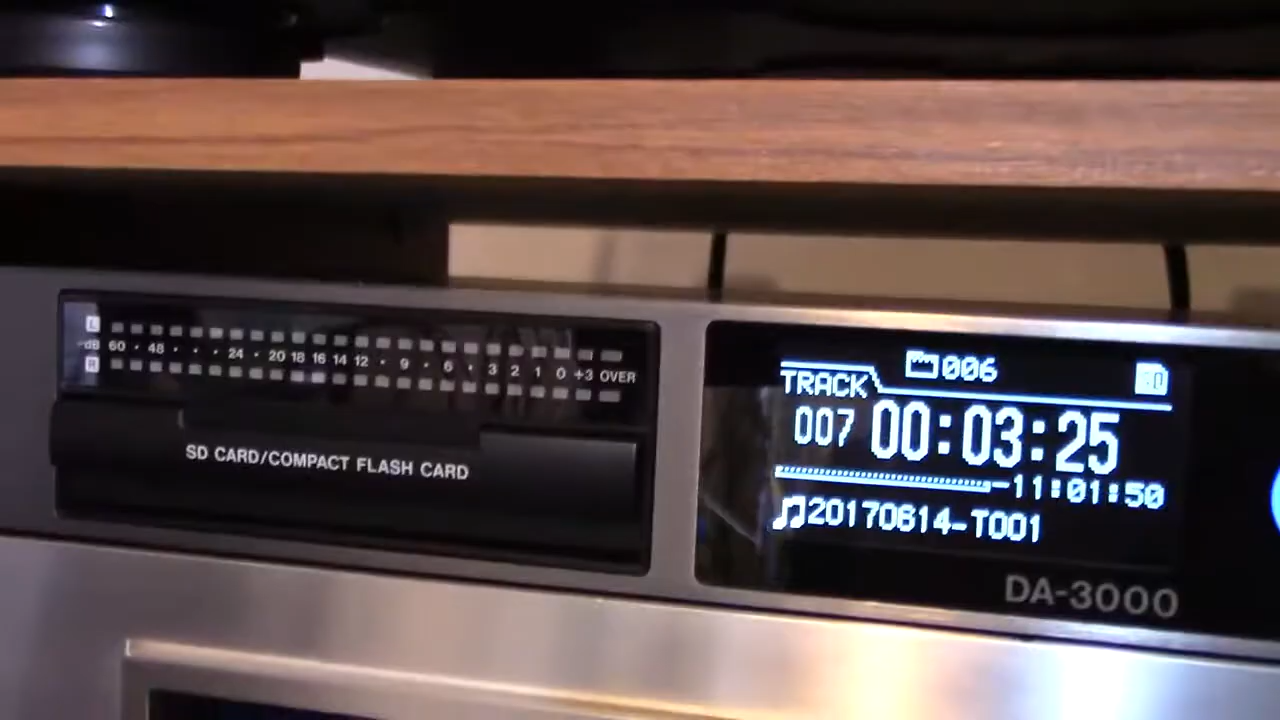 L
-dB 60 · 48 · · · 24 · 20 18 16 14 12 · 9 · 6 · 3 2 1 0 +3 OVER
R
SD CARD/COMPACT FLASH CARD
006
TRACK
007 00:03:25
-11:01:50
20170614-T001
DA-3000